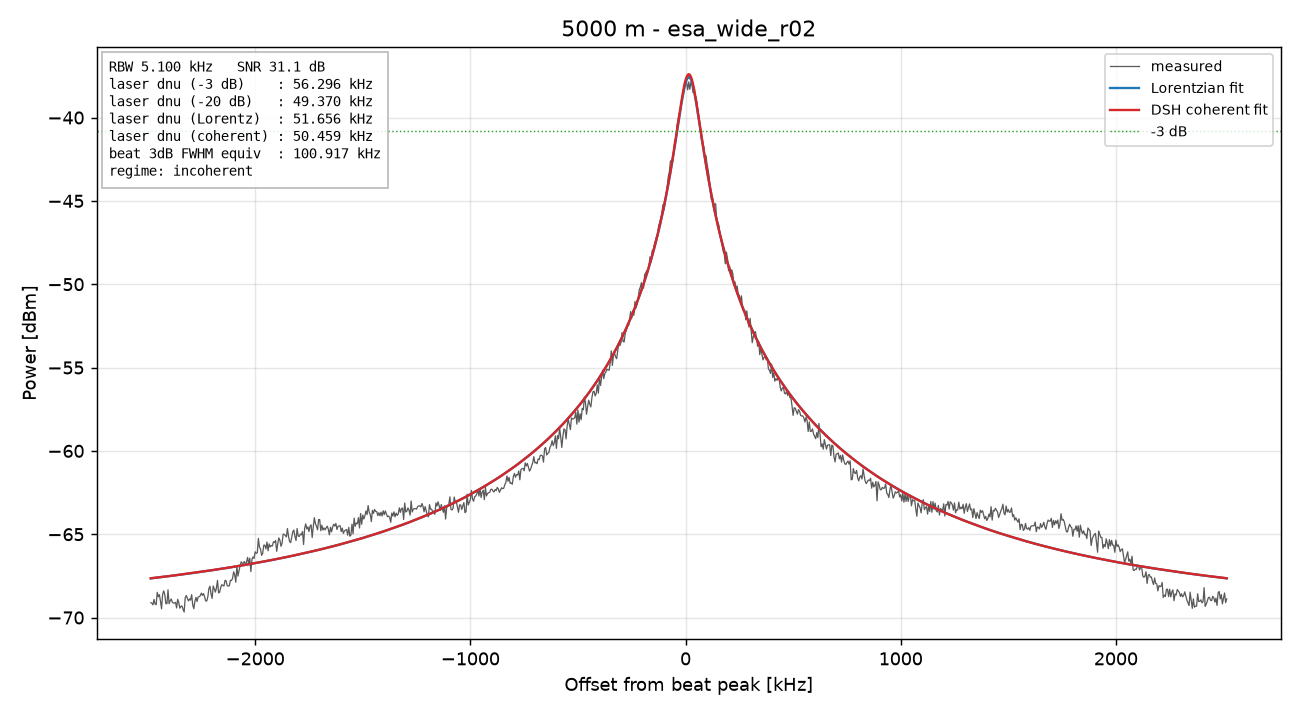 5000 m - esa_wide_r02
RBW 5.100 kHz   SNR 31.1 dB
laser dnu (-3 dB)    : 56.296 kHz
laser dnu (-20 dB)   : 49.370 kHz
laser dnu (Lorentz)  : 51.656 kHz
laser dnu (coherent) : 50.459 kHz
beat 3dB FWHM equiv  : 100.917 kHz
regime: incoherent
measured
Lorentzian fit
DSH coherent fit
-3 dB
Power [dBm]
−40
−45
−50
−55
−60
−65
−70
−2000
−1000
0
1000
2000
Offset from beat peak [kHz]